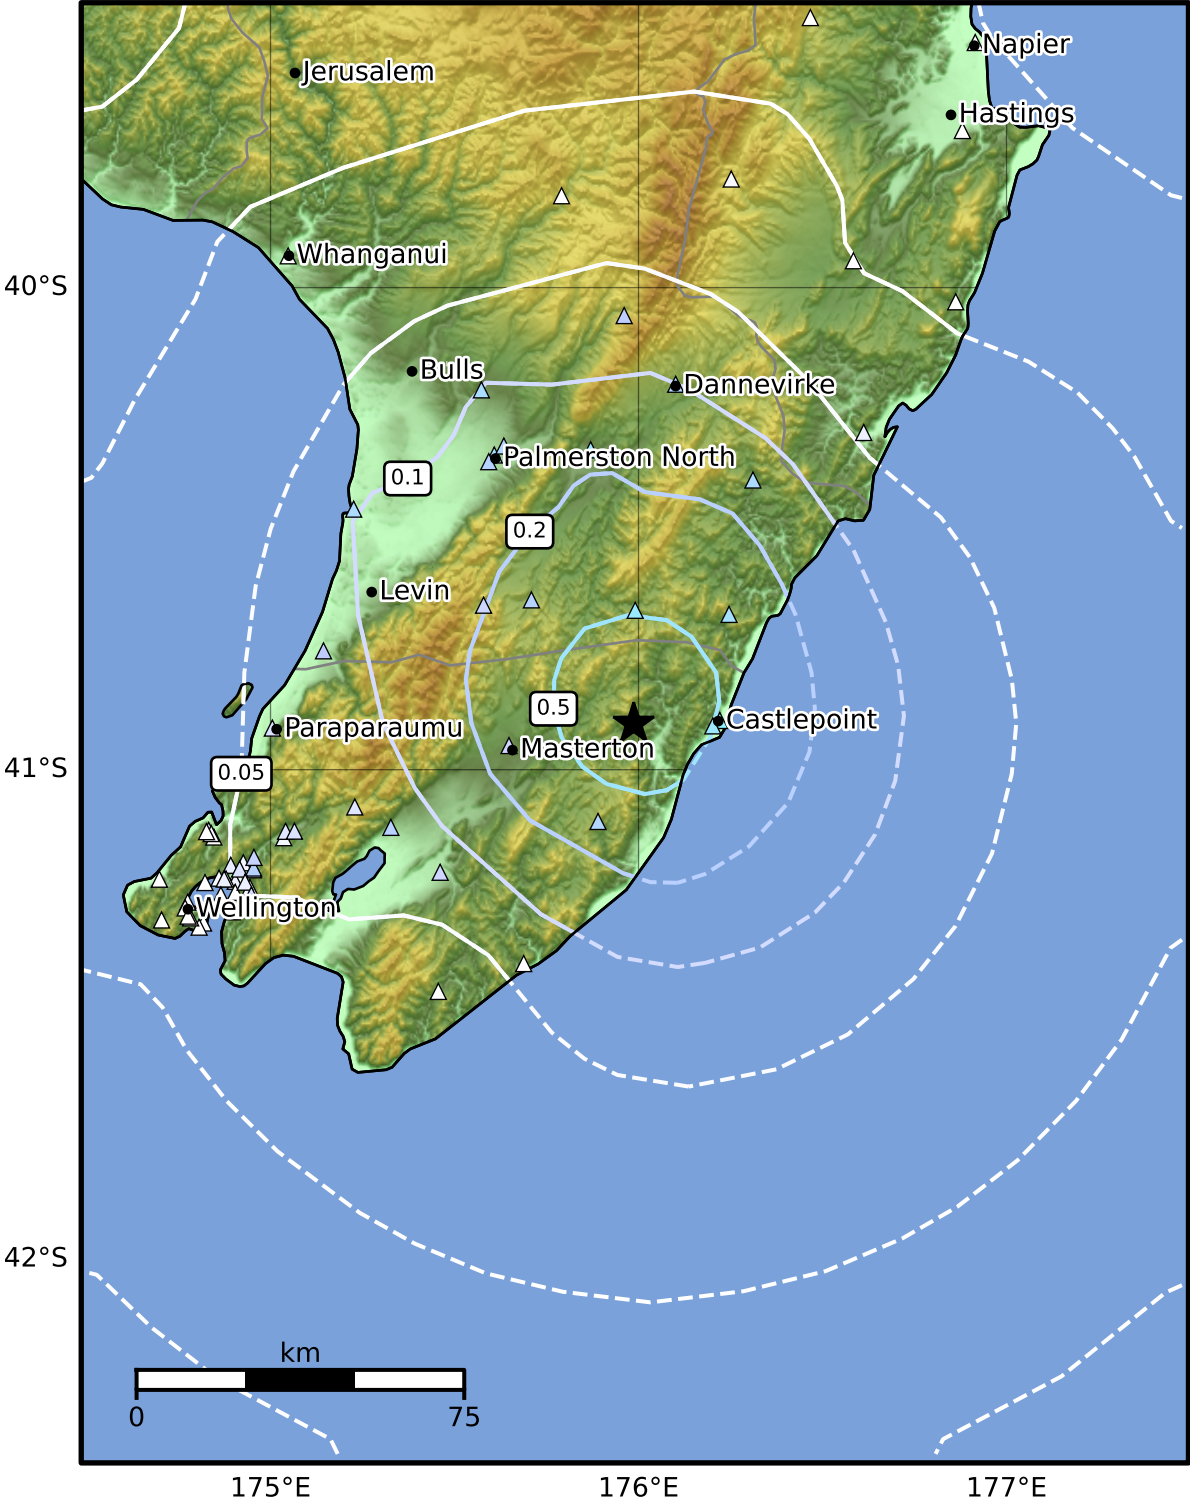 Napier
Jerusalem
Hastings
Whanganui
40°S
Bulls
Dannevirke
Palmerston North
0.1
0.2
Levin
0.5
Castlepoint
Paraparaumu
Masterton
41°S
0.05
Wellington
42°S
km
0
75
175°E
176°E
177°E